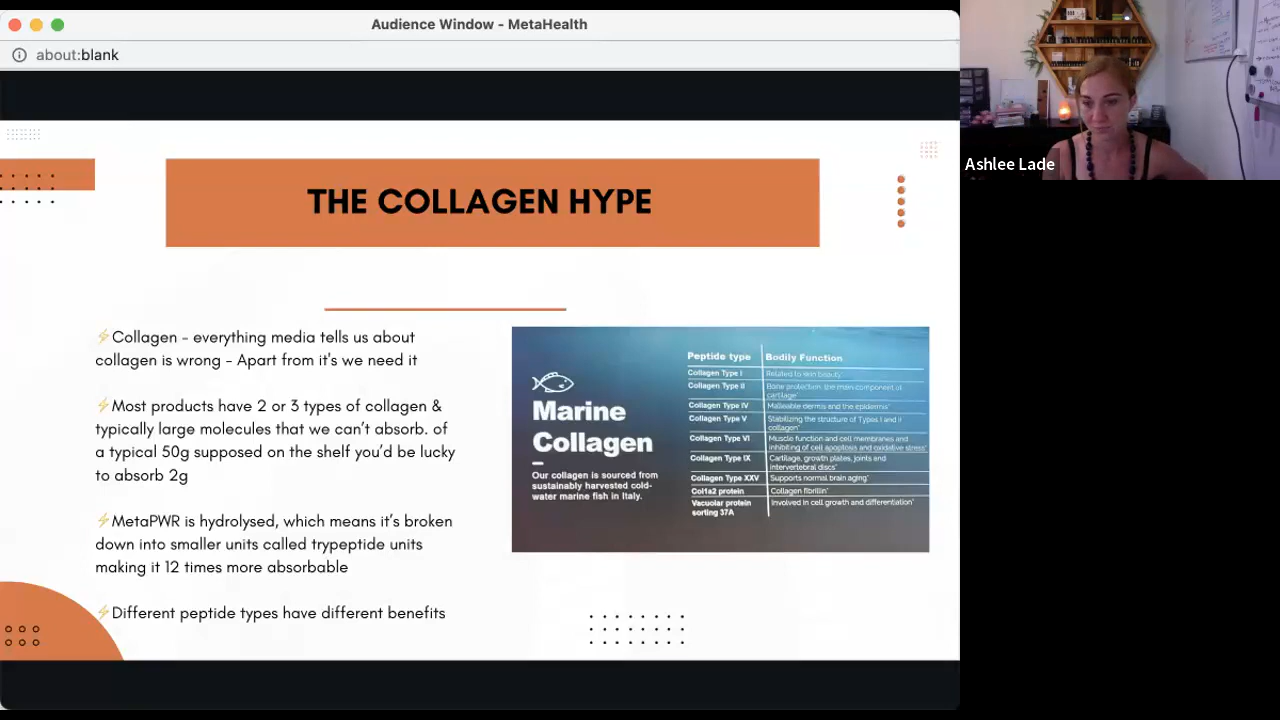 Audience Window - MetaHealth
about:blank
Ashlee Lade
THE COLLAGEN HYPE
⚡Collagen - everything media tells us about
collagen is wrong - Apart from it's we need it
⚡Most products have 2 or 3 types of collagen &
typically large molecules that we can't absorb. of
a typical 50g supposed on the shelf you'd be lucky
to absorb 2g
⚡MetaPWR is hydrolysed, which means it's broken
down into smaller units called trypeptide units
making it 12 times more absorbable
⚡Different peptide types have different benefits
Marine
Collagen
Our collagen is sourced from
sustainably harvested cold-
water marine fish in Italy.
Peptide type Bodily Function
Collagen Type I Related to skin beauty*
Collagen Type II Bone protection, the main component of
cartilage*
Collagen Type IV Malleable dermis and the epidermis*
Collagen Type V Stabilizing the structure of Types I and II
collagen*
Collagen Type VI Muscle function and cell membranes and
inhibiting of cell apoptosis and oxidative stress*
Collagen Type IX Cartilage, growth plates, joints and
intervertebral discs*
Collagen Type XXV Supports normal brain aging*
Col1a2 protein Collagen fibrillin*
Vacuolar protein Involved in cell growth and differentiation*
sorting 37A